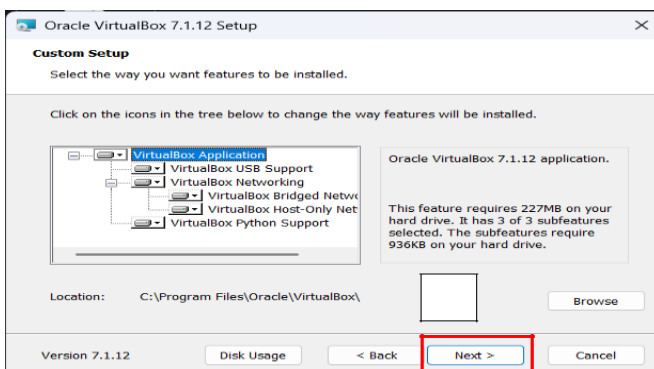 Oracle VirtualBox 7.1.12 Setup
Custom Setup
Select the way you want features to be installed.
Click on the icons in the tree below to change the way features will be installed.
VirtualBox Application
VirtualBox USB Support
VirtualBox Networking
VirtualBox Bridged Netw
VirtualBox Host-Only Net
VirtualBox Python Support
Oracle VirtualBox 7.1.12 application.
This feature requires 227MB on your
hard drive. It has 3 of 3 subfeatures
selected. The subfeatures require
936KB on your hard drive.
Location: C:\Program Files\Oracle\VirtualBox\
Browse
Version 7.1.12 Disk Usage < Back Next > Cancel